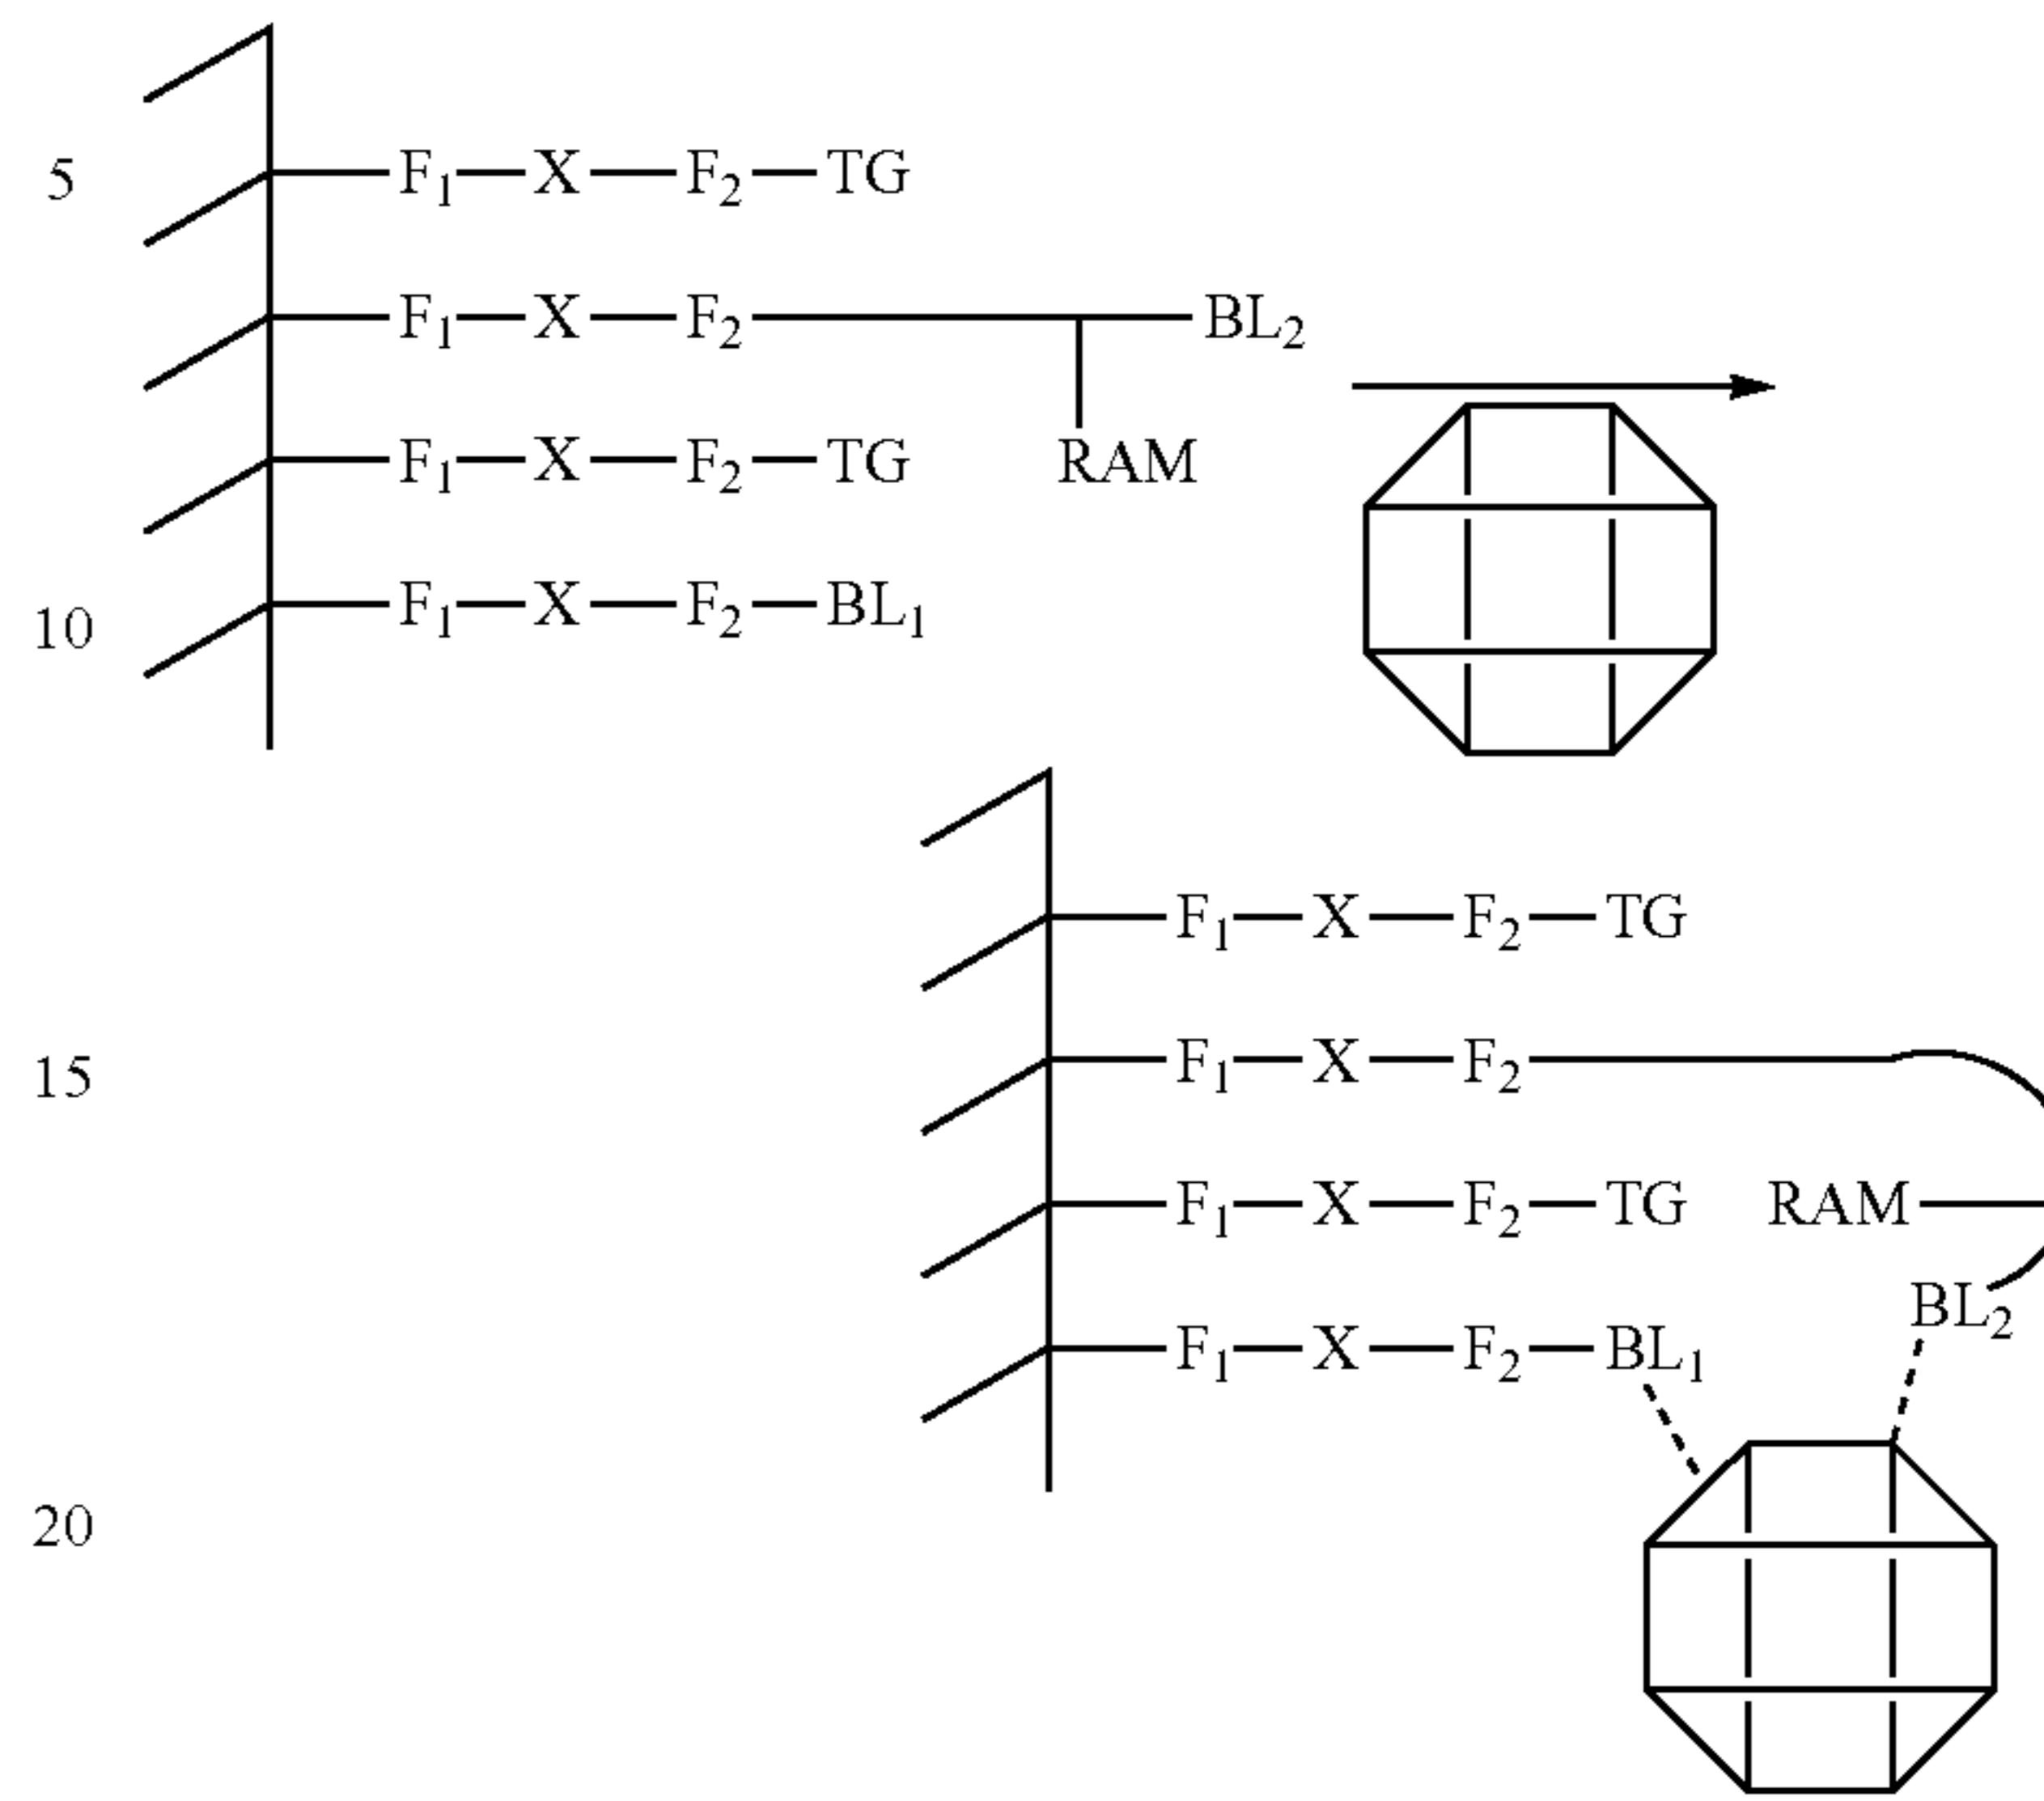 5 F₁—X—F₂—TG
F₁—X—F₂ BL₂
F₁—X—F₂—TG RAM
10 F₁—X—F₂—BL₁
F₁—X—F₂—TG
15 F₁—X—F₂
F₁—X—F₂—TG RAM
BL₂
F₁—X—F₂—BL₁
20